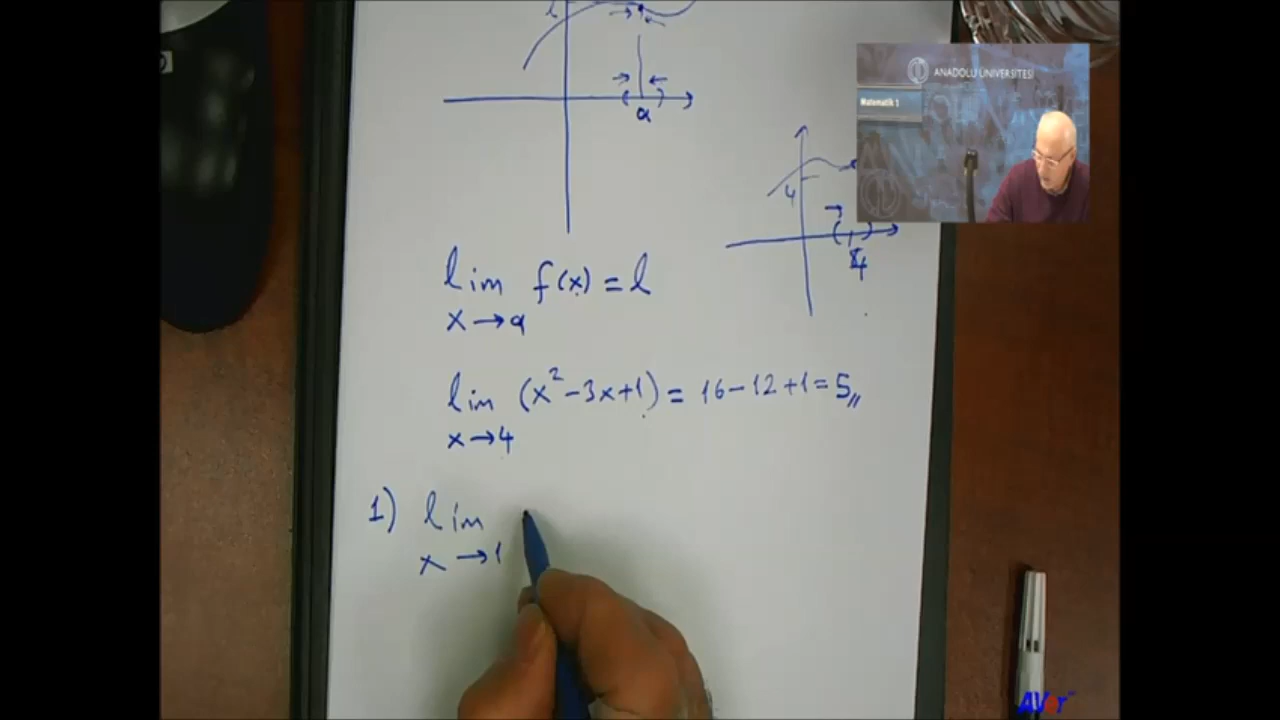 l
a
ANADOLU ÜNİVERSİTESİ
Matematik 1
4
4
lim f(x) = l
x → a
lim (x² - 3x + 1) = 16 - 12 + 1 = 5,,
x → 4
1) lim
x → 1
AVer